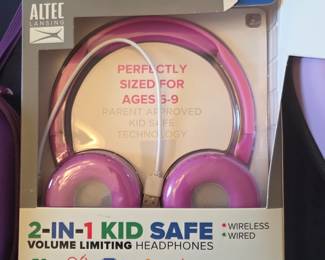 ALTEC
LANSING
PERFECTLY
SIZED FOR
AGES 6-9
PARENT APPROVED
KID SAFE
TECHNOLOGY
2-IN-1 KID SAFE
VOLUME LIMITING HEADPHONES
WIRELESS
WIRED